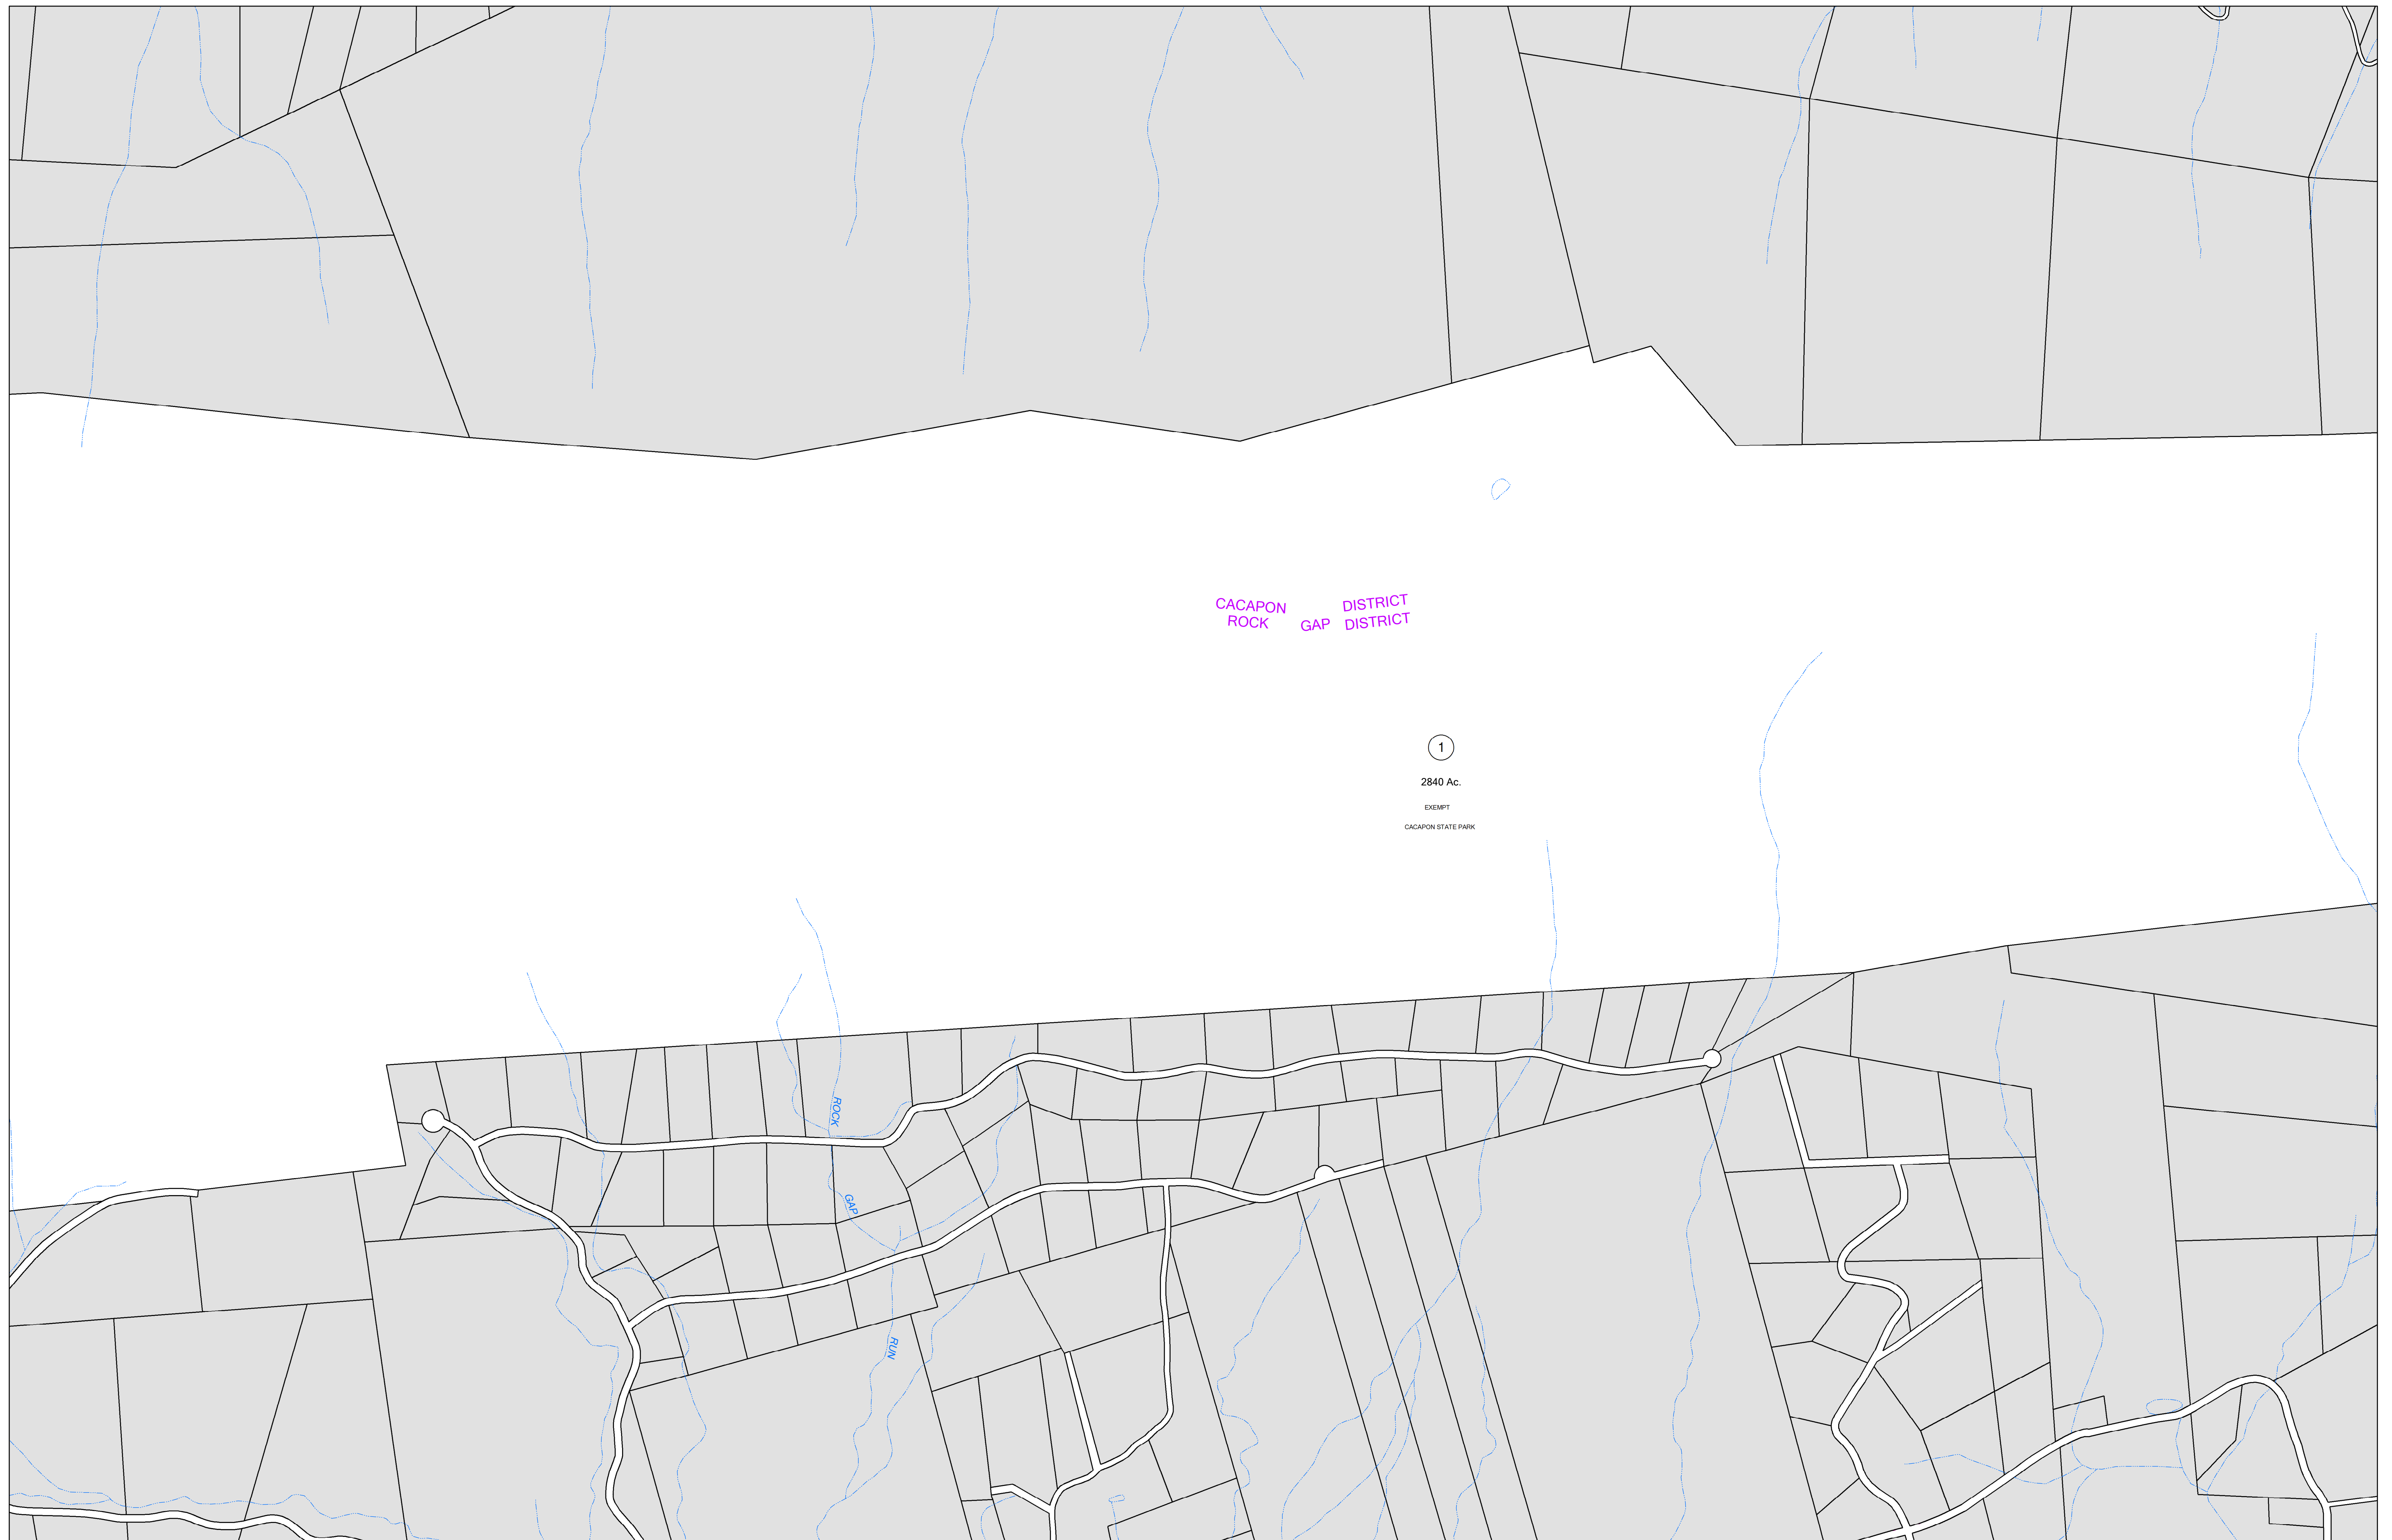 CACAPON DISTRICT
ROCK GAP DISTRICT
1
2840 Ac.
EXEMPT
CACAPON STATE PARK
ROCK
GAP
RUN